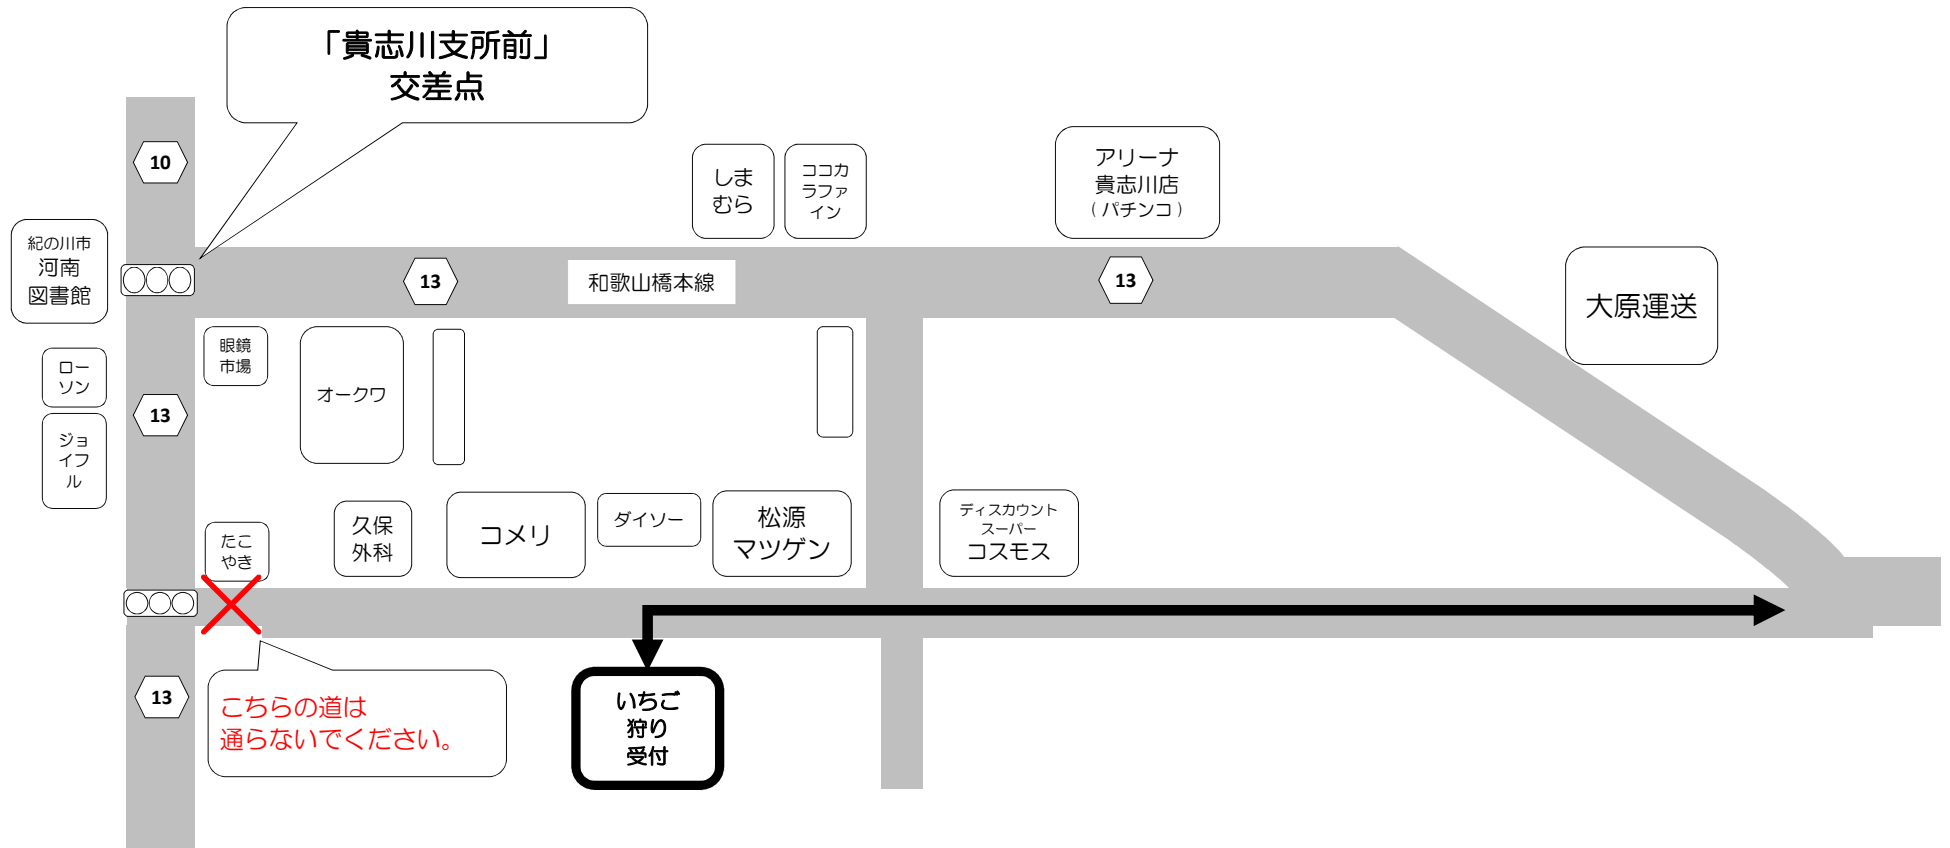 「貴志川支所前」
交差点
10
しま
むら
ココカ
ラファ
イン
アリーナ
貴志川店
(パチンコ)
紀の川市
河南
図書館
13
和歌山橋本線
13
大原運送
眼鏡
市場
オークワ
ロー
ソン
13
ジョ
イフ
ル
たこ
やき
久保
外科
コメリ
ダイソー
松源
マツゲン
ディスカウント
スーパー
コスモス
13
こちらの道は
通らないでください。
いちご
狩り
受付